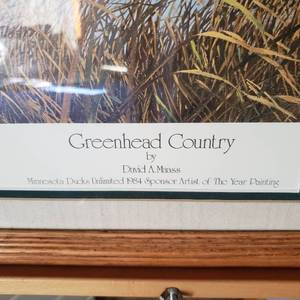 Greenhead Country
by
David A. Maass
Minnesota Ducks Unlimited 1984 Sponsor Artist of The Year Painting